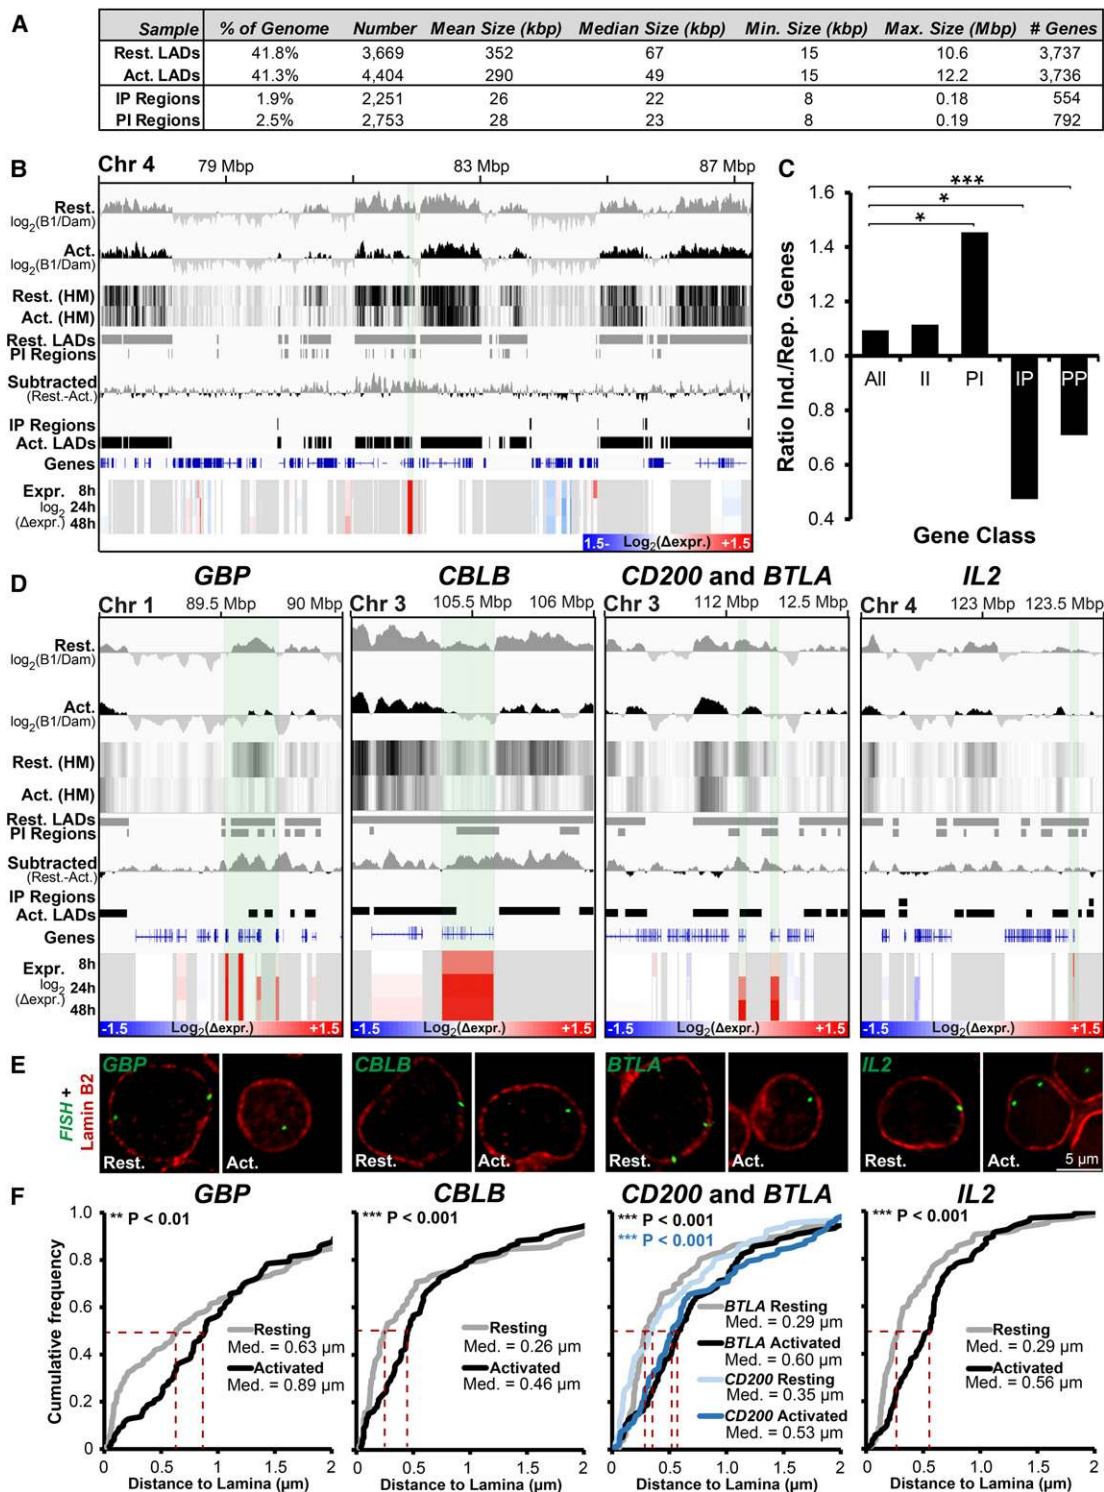 A
Sample % of Genome Number Mean Size (kbp) Median Size (kbp) Min. Size (kbp) Max. Size (Mbp) # Genes
Rest. LADs 41.8% 3,669 352 67 15 10.6 3,737
Act. LADs 41.3% 4,404 290 49 15 12.2 3,736
IP Regions 1.9% 2,251 26 22 8 0.18 554
PI Regions 2.5% 2,753 28 23 8 0.19 792
B
Chr 4 79 Mbp 83 Mbp 87 Mbp
Rest.
log2(B1/Dam)
Act.
log2(B1/Dam)
Rest. (HM)
Act. (HM)
Rest. LADs
PI Regions
Subtracted
(Rest.-Act.)
IP Regions
Act. LADs
Genes
Expr. 8h
log2 24h
(Δexpr.) 48h
1.5- Log2(Δexpr.) +1.5
C
1.6
1.4
1.2
1.0
0.8
0.6
0.4
Ratio Ind./Rep. Genes
***
*
*
All II PI IP PP
Gene Class
D
GBP CBLB CD200 and BTLA IL2
Chr 1 89.5 Mbp 90 Mbp
Chr 3 105.5 Mbp 106 Mbp
Chr 3 112 Mbp 12.5 Mbp
Chr 4 123 Mbp 123.5 Mbp
Rest.
log2(B1/Dam)
Act.
log2(B1/Dam)
Rest. (HM)
Act. (HM)
Rest. LADs
PI Regions
Subtracted
(Rest.-Act.)
IP Regions
Act. LADs
Genes
Expr. 8h
log2 24h
(Δexpr.) 48h
-1.5 Log2(Δexpr.) +1.5
-1.5 Log2(Δexpr.) +1.5
-1.5 Log2(Δexpr.) +1.5
-1.5 Log2(Δexpr.) +1.5
E
FISH +
Lamin B2
GBP
Rest. Act.
CBLB
Rest. Act.
BTLA
Rest. Act.
IL2
Rest. Act.
5 μm
F
GBP CBLB CD200 and BTLA IL2
Cumulative frequency
1.0
0.8
0.6
0.4
0.2
0
** P < 0.01
Resting
Med. = 0.63 μm
Activated
Med. = 0.89 μm
0 0.5 1.0 1.5 2
Distance to Lamina (μm)
*** P < 0.001
Resting
Med. = 0.26 μm
Activated
Med. = 0.46 μm
0 0.5 1.0 1.5 2
Distance to Lamina (μm)
*** P < 0.001
*** P < 0.001
BTLA Resting
Med. = 0.29 μm
BTLA Activated
Med. = 0.60 μm
CD200 Resting
Med. = 0.35 μm
CD200 Activated
Med. = 0.53 μm
0 0.5 1.0 1.5 2
Distance to Lamina (μm)
*** P < 0.001
Resting
Med. = 0.29 μm
Activated
Med. = 0.56 μm
0 0.5 1.0 1.5 2
Distance to Lamina (μm)